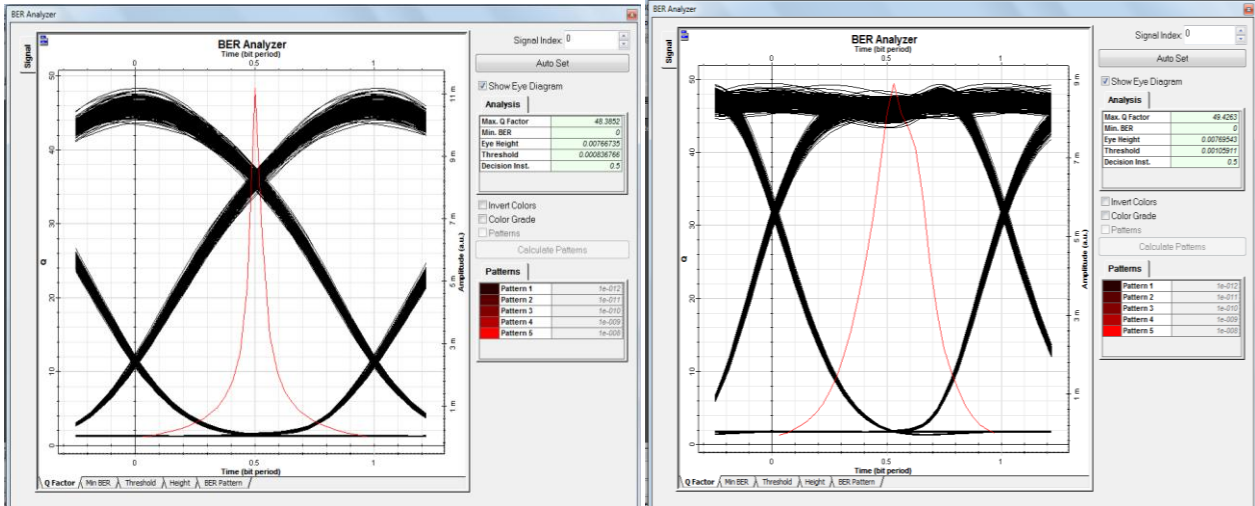 BER Analyzer
Signal
BER Analyzer
Time (bit period)
0 0.5 1
50
40
30
20
10
0
Q
11 m
9 m
7 m
5 m
3 m
1 m
Amplitude (a.u.)
0 0.5 1
Time (bit period)
Q Factor Min BER Threshold Height BER Pattern
Signal Index: 0
Auto Set
Show Eye Diagram
Analysis
Max. Q Factor 48.3852
Min. BER 0
Eye Height 0.00766735
Threshold 0.000836766
Decision Inst. 0.5
Invert Colors
Color Grade
Patterns
Calculate Patterns
Patterns
Pattern 1 1e-012
Pattern 2 1e-011
Pattern 3 1e-010
Pattern 4 1e-009
Pattern 5 1e-008
BER Analyzer
Signal
BER Analyzer
Time (bit period)
0 0.5 1
50
40
30
20
10
0
Q
9 m
7 m
5 m
3 m
1 m
Amplitude (a.u.)
0 0.5 1
Time (bit period)
Q Factor Min BER Threshold Height BER Pattern
Signal Index: 0
Auto Set
Show Eye Diagram
Analysis
Max. Q Factor 49.4263
Min. BER 0
Eye Height 0.00769543
Threshold 0.00105911
Decision Inst. 0.5
Invert Colors
Color Grade
Patterns
Calculate Patterns
Patterns
Pattern 1 1e-012
Pattern 2 1e-011
Pattern 3 1e-010
Pattern 4 1e-009
Pattern 5 1e-008